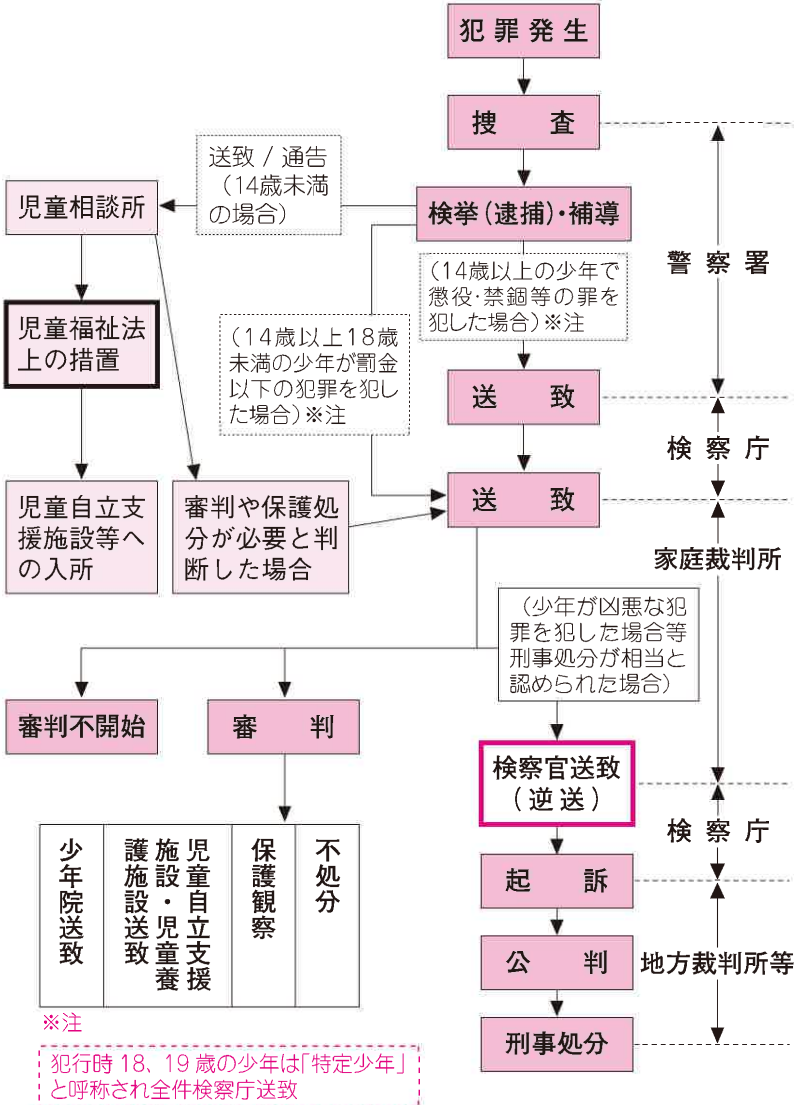 犯罪発生
捜査
送致 / 通告
（14歳未満
の場合）
児童相談所
検挙（逮捕）・補導
警察署
（14歳以上の少年で
懲役・禁錮等の罪を
犯した場合）※注
児童福祉法
上の措置
（14歳以上18歳
未満の少年が罰金
以下の犯罪を犯し
た場合）※注
送致
検察庁
送致
児童自立支
援施設等へ
の入所
審判や保護処
分が必要と判
断した場合
家庭裁判所
（少年が凶悪な犯
罪を犯した場合等
刑事処分が相当と
認められた場合）
審判不開始
審判
検察官送致
（逆送）
検察庁
少年院送致
児童自立支援
施設・児童養
護施設送致
保護観察
不処分
起訴
公判
地方裁判所等
刑事処分
※注
犯行時 18、19 歳の少年は「特定少年」
と呼称され全件検察庁送致